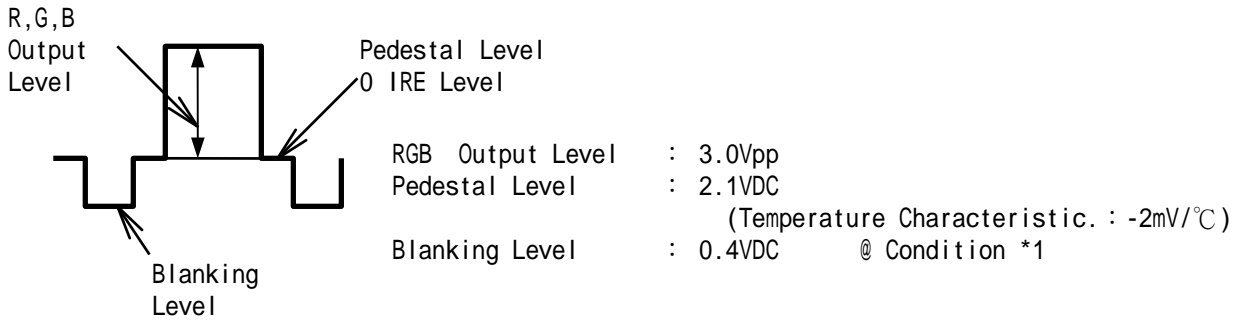 R,G,B
Output
Level
Pedestal Level
0 IRE Level
RGB Output Level : 3.0Vpp
Pedestal Level : 2.1VDC
(Temperature Characteristic.：-2mV/℃)
Blanking Level : 0.4VDC @ Condition *1
Blanking
Level